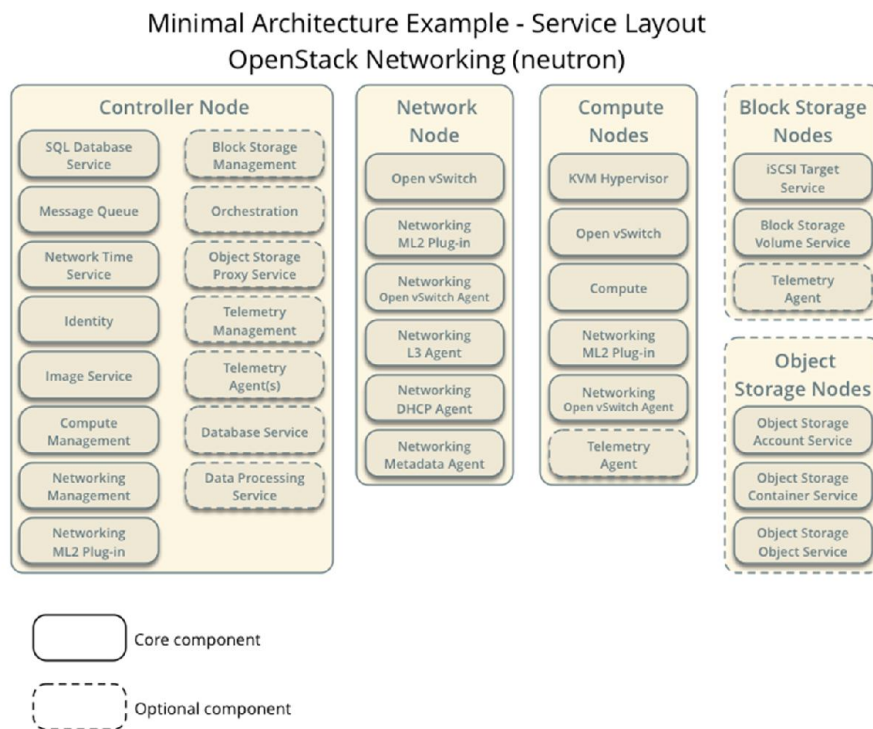 Minimal Architecture Example - Service Layout
OpenStack Networking (neutron)
Controller Node
SQL Database
Service
Message Queue
Network Time
Service
Identity
Image Service
Compute
Management
Networking
Management
Networking
ML2 Plug-in
Block Storage
Management
Orchestration
Object Storage
Proxy Service
Telemetry
Management
Telemetry
Agent(s)
Database Service
Data Processing
Service
Network
Node
Open vSwitch
Networking
ML2 Plug-in
Networking
Open vSwitch Agent
Networking
L3 Agent
Networking
DHCP Agent
Networking
Metadata Agent
Compute
Nodes
KVM Hypervisor
Open vSwitch
Compute
Networking
ML2 Plug-in
Networking
Open vSwitch Agent
Telemetry
Agent
Block Storage
Nodes
iSCSI Target
Service
Block Storage
Volume Service
Telemetry
Agent
Object
Storage Nodes
Object Storage
Account Service
Object Storage
Container Service
Object Storage
Object Service
Core component
Optional component